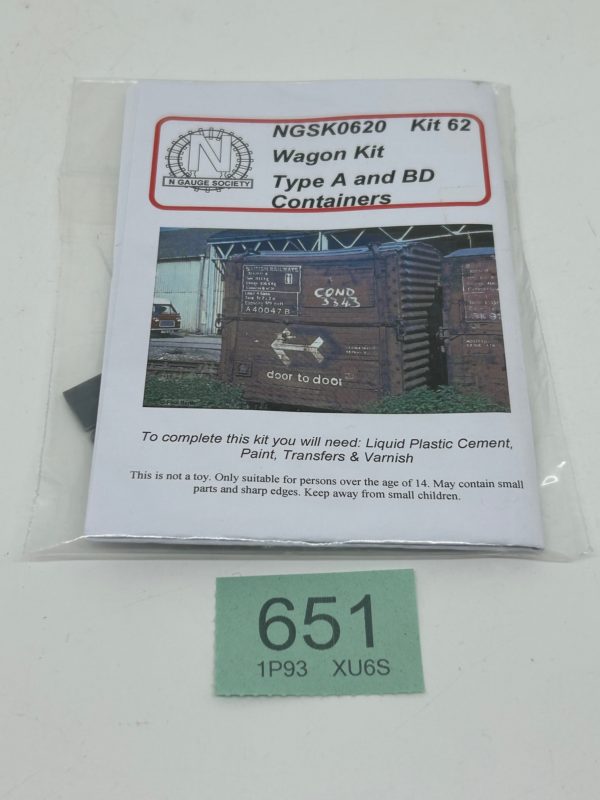 NGSK0620 Kit 62
Wagon Kit
Type A and BD
Containers
N
N GAUGE SOCIETY
BRITISH RAILWAYS
A 40047 B
COND
3343
door to door
To complete this kit you will need: Liquid Plastic Cement,
Paint, Transfers & Varnish
This is not a toy. Only suitable for persons over the age of 14. May contain small
parts and sharp edges. Keep away from small children.
651
1P93 XU6S